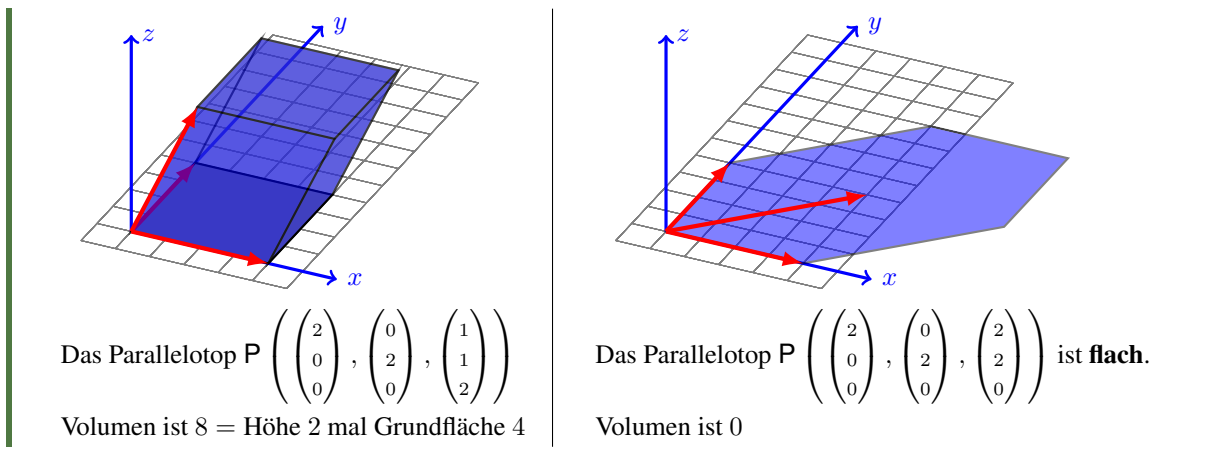 z
y
x
Das Parallelotop P ( ( 2 0 0 ) , ( 0 2 0 ) , ( 1 1 2 ) )
Volumen ist 8 = Höhe 2 mal Grundfläche 4
z
y
x
Das Parallelotop P ( ( 2 0 0 ) , ( 0 2 0 ) , ( 2 2 0 ) ) ist flach.
Volumen ist 0